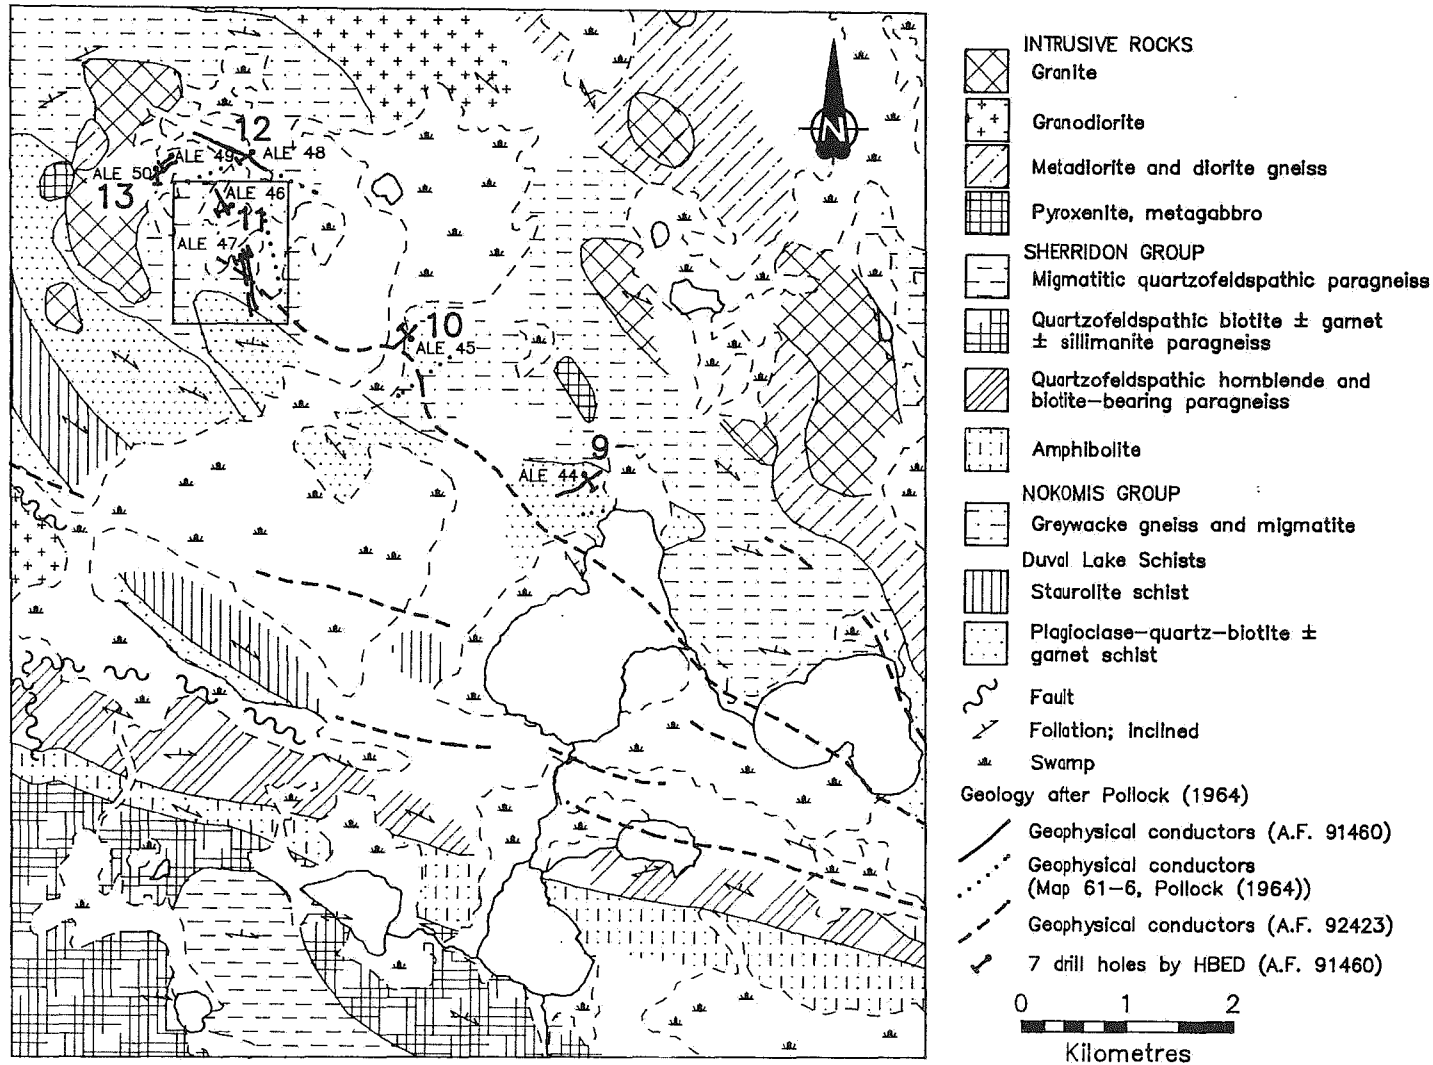 12
ALE 49
ALE 48
ALE 50
13
ALE 46
11
ALE 47
10
ALE 45
9
ALE 44
N
INTRUSIVE ROCKS
Granite
Granodiorite
Metadiorite and diorite gneiss
Pyroxenite, metagabbro
SHERRIDON GROUP
Migmatitic quartzofeldspathic paragneiss
Quartzofeldspathic biotite ± garnet
± sillimanite paragneiss
Quartzofeldspathic hornblende and
biotite-bearing paragneiss
Amphibolite
NOKOMIS GROUP
Greywacke gneiss and migmatite
Duval Lake Schists
Staurolite schist
Plagioclase-quartz-biotite ±
garnet schist
Fault
Foliation; inclined
Swamp
Geology after Pollock (1964)
Geophysical conductors (A.F. 91460)
Geophysical conductors
(Map 61-6, Pollock (1964))
Geophysical conductors (A.F. 92423)
7 drill holes by HBED (A.F. 91460)
0 1 2
Kilometres